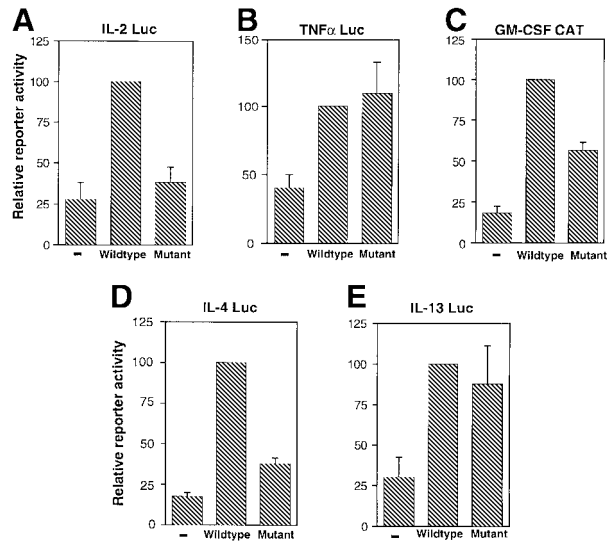 A
IL-2 Luc
Relative reporter activity
125
100
75
50
25
0
-
Wildtype
Mutant
B
TNFα Luc
150
100
50
0
-
Wildtype
Mutant
C
GM-CSF CAT
125
100
75
50
25
0
-
Wildtype
Mutant
D
IL-4 Luc
Relative reporter activity
125
100
75
50
25
0
-
Wildtype
Mutant
E
IL-13 Luc
125
100
75
50
25
0
-
Wildtype
Mutant